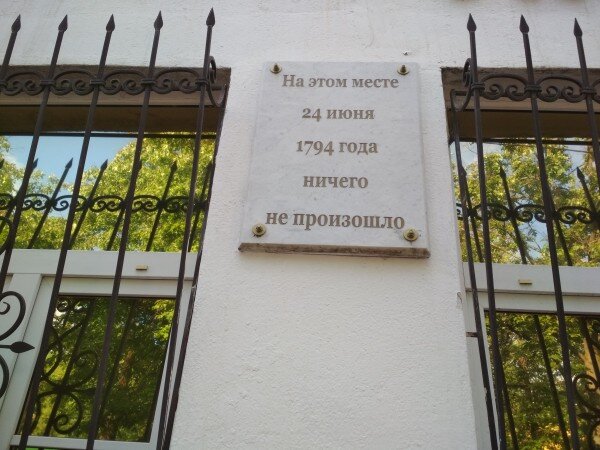 На этом месте
24 июня
1794 года
ничего
не произошло